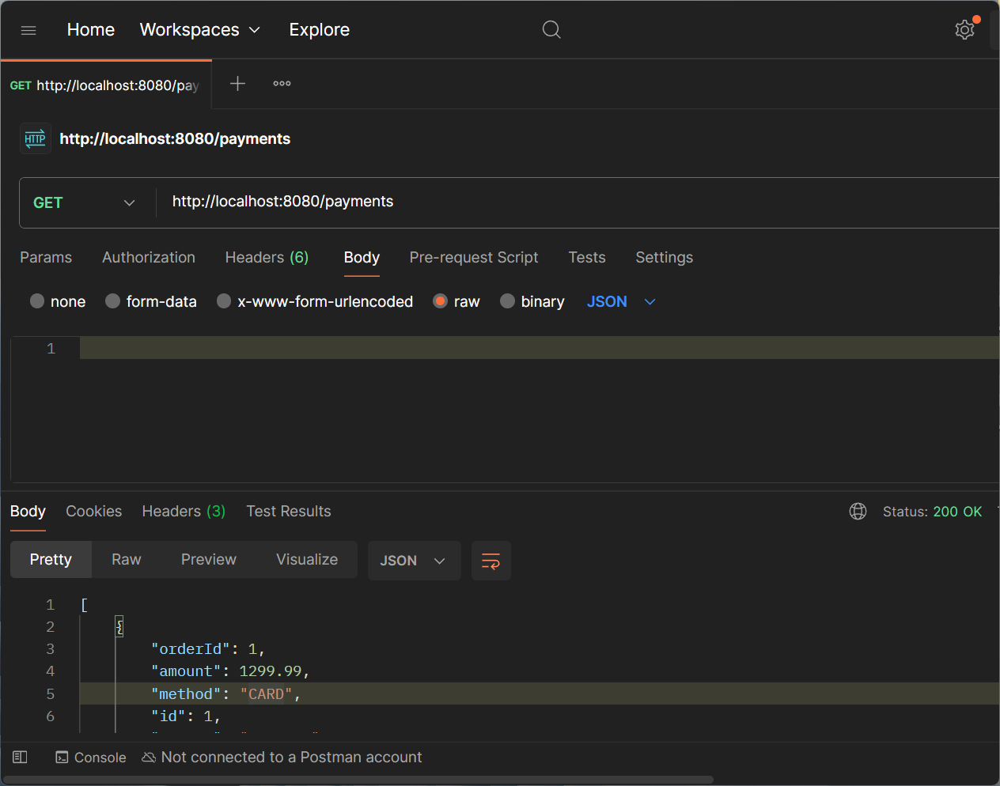 Home Workspaces Explore
GET http://localhost:8080/pay
HTTP http://localhost:8080/payments
GET http://localhost:8080/payments
Params Authorization Headers (6) Body Pre-request Script Tests Settings
none form-data x-www-form-urlencoded raw binary JSON
1
Body Cookies Headers (3) Test Results Status: 200 OK
Pretty Raw Preview Visualize JSON
1 [
2 {
3 "orderId": 1,
4 "amount": 1299.99,
5 "method": "CARD",
6 "id": 1,
Console Not connected to a Postman account